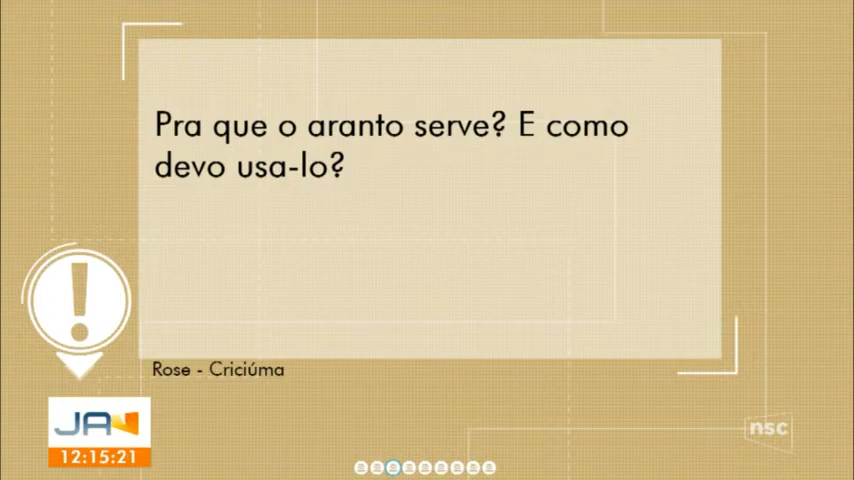 Pra que o aranto serve? E como
devo usa-lo?
Rose - Criciúma
JA
12:15:21
nsc